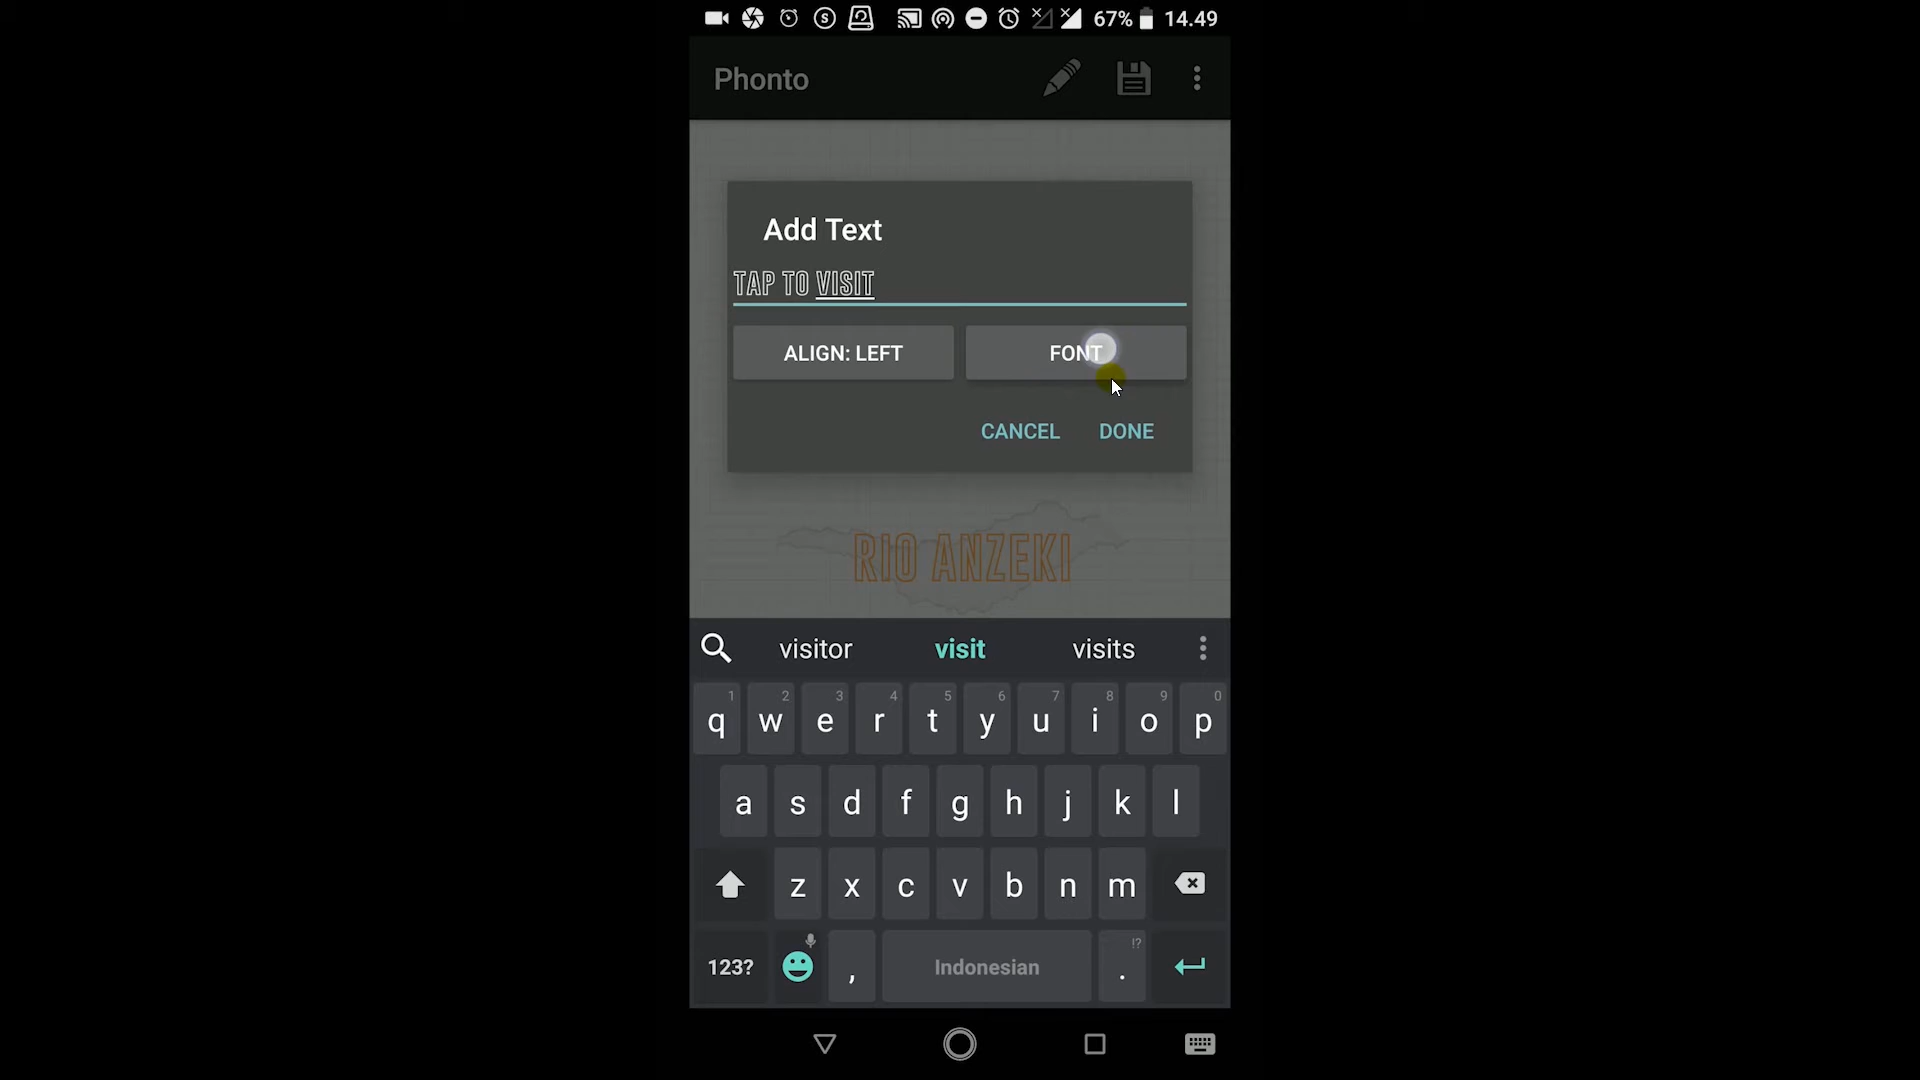 67% 14.49
Phonto
Add Text
TAP TO VISIT
ALIGN: LEFT FONT
CANCEL DONE
RIO ANZEKI
visitor visit visits
1 2 3 4 5 6 7 8 9 0
q w e r t y u i o p
a s d f g h j k l
z x c v b n m
!?
123? , Indonesian .